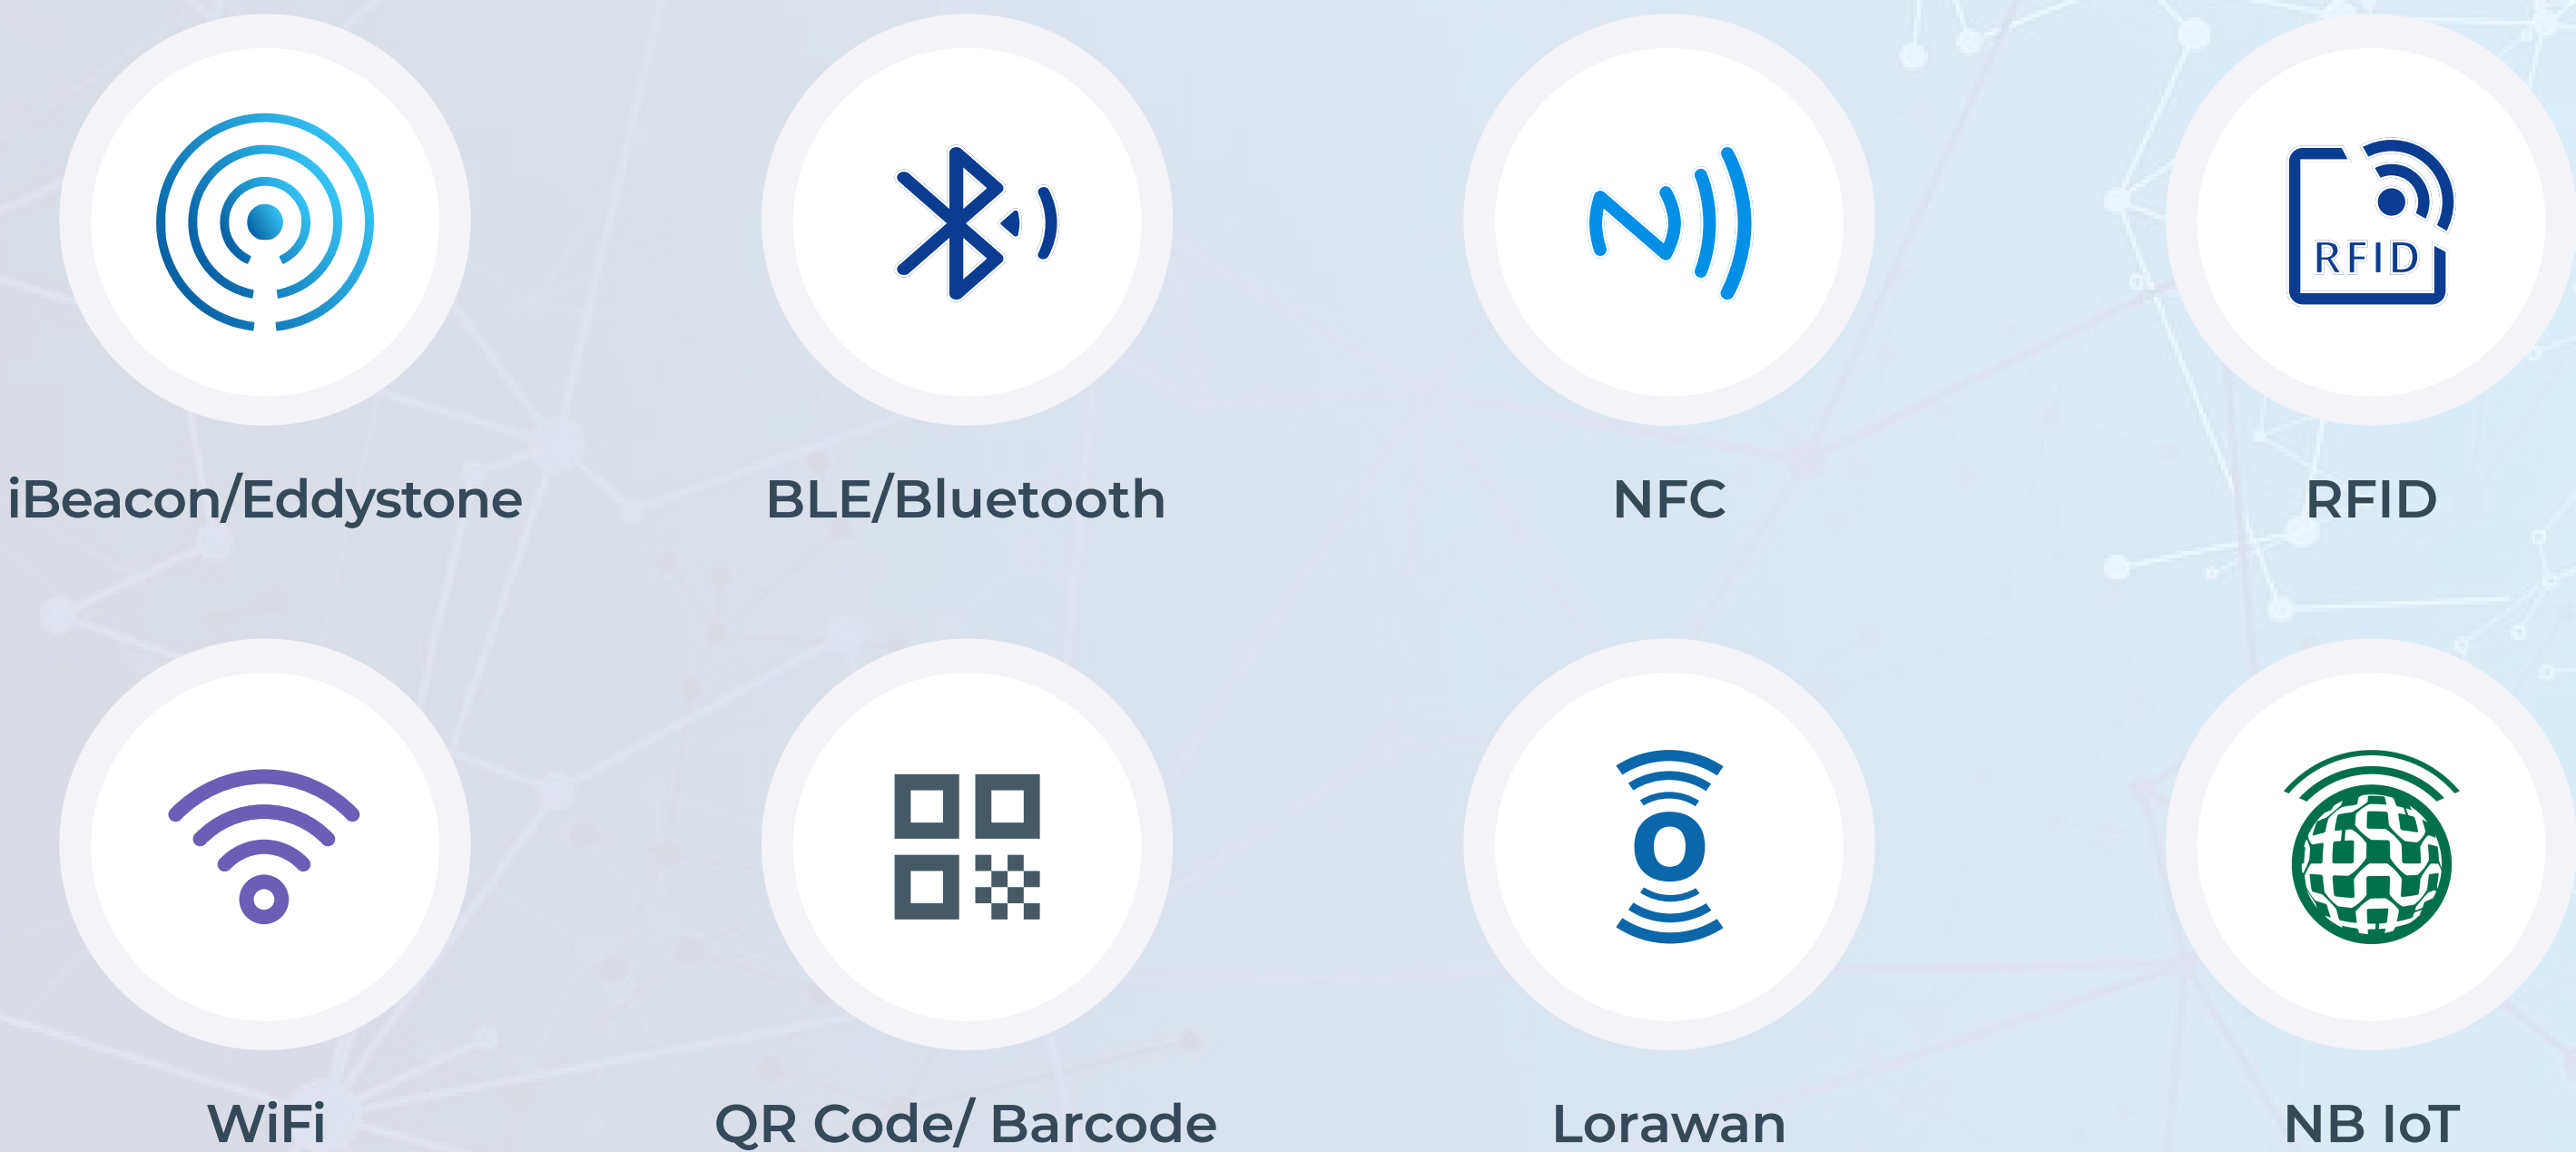 RFID
iBeacon/Eddystone
BLE/Bluetooth
NFC
RFID
WiFi
QR Code/ Barcode
Lorawan
NB IoT